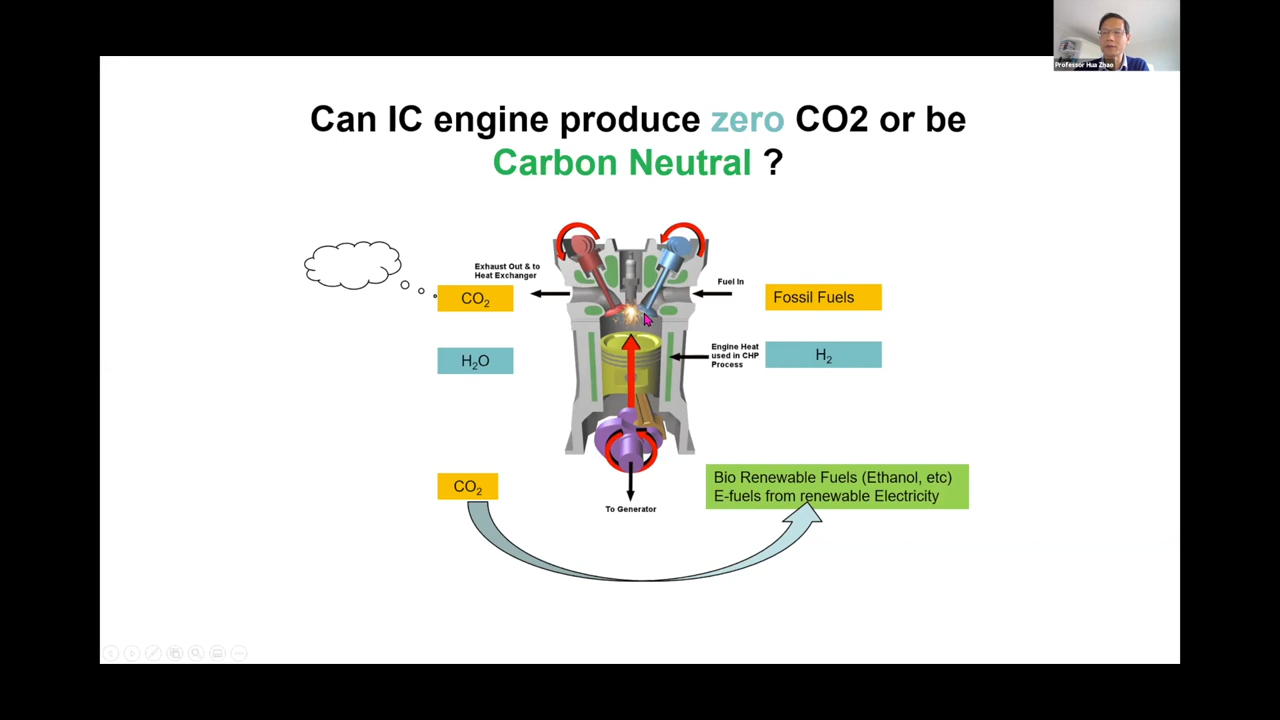 Professor Hua Zhao
Can IC engine produce zero CO2 or be
Carbon Neutral ?
Exhaust Out & to
Heat Exchanger
Fuel In
CO₂
Fossil Fuels
H₂O
Engine Heat
used in CHP
Process
H₂
CO₂
Bio Renewable Fuels (Ethanol, etc)
E-fuels from renewable Electricity
To Generator